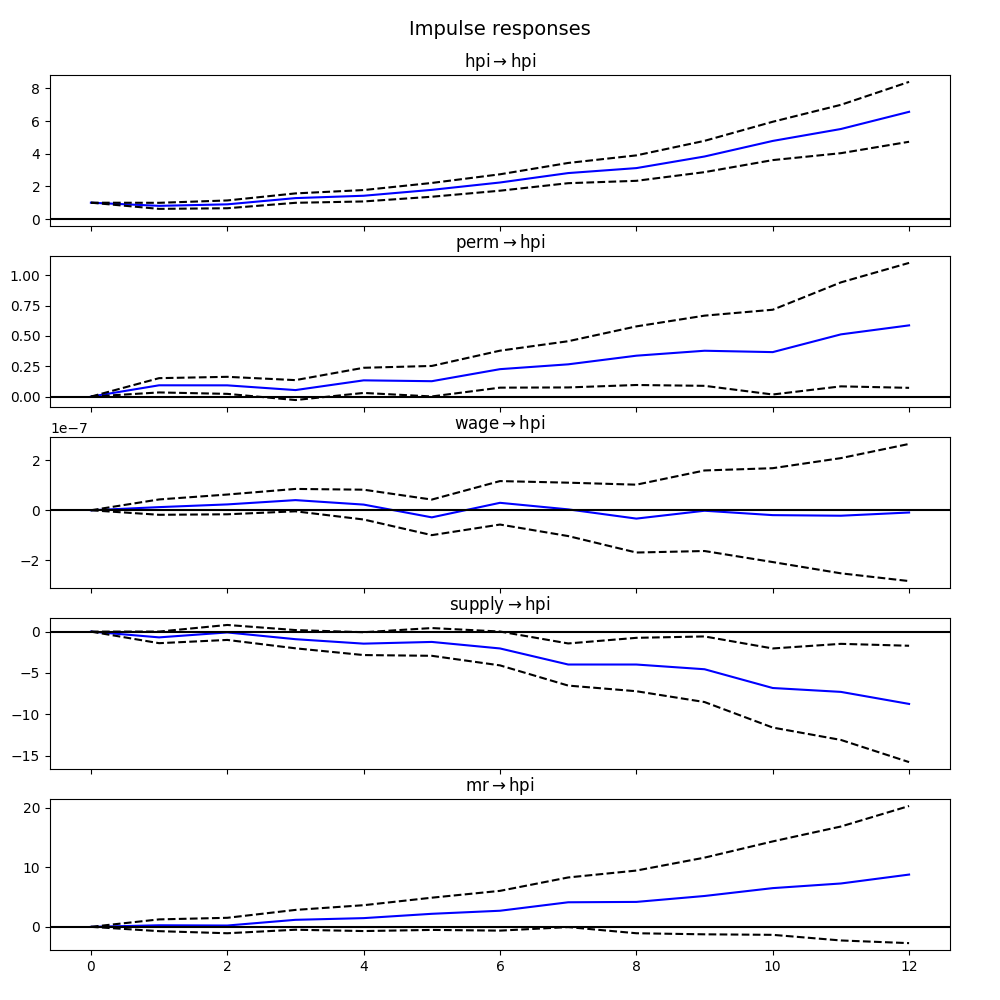 Impulse responses
hpi → hpi
8
6
4
2
0
perm → hpi
1.00
0.75
0.50
0.25
0.00
wage → hpi
1e−7
2
0
−2
supply → hpi
0
−5
−10
−15
mr → hpi
20
10
0
0 2 4 6 8 10 12